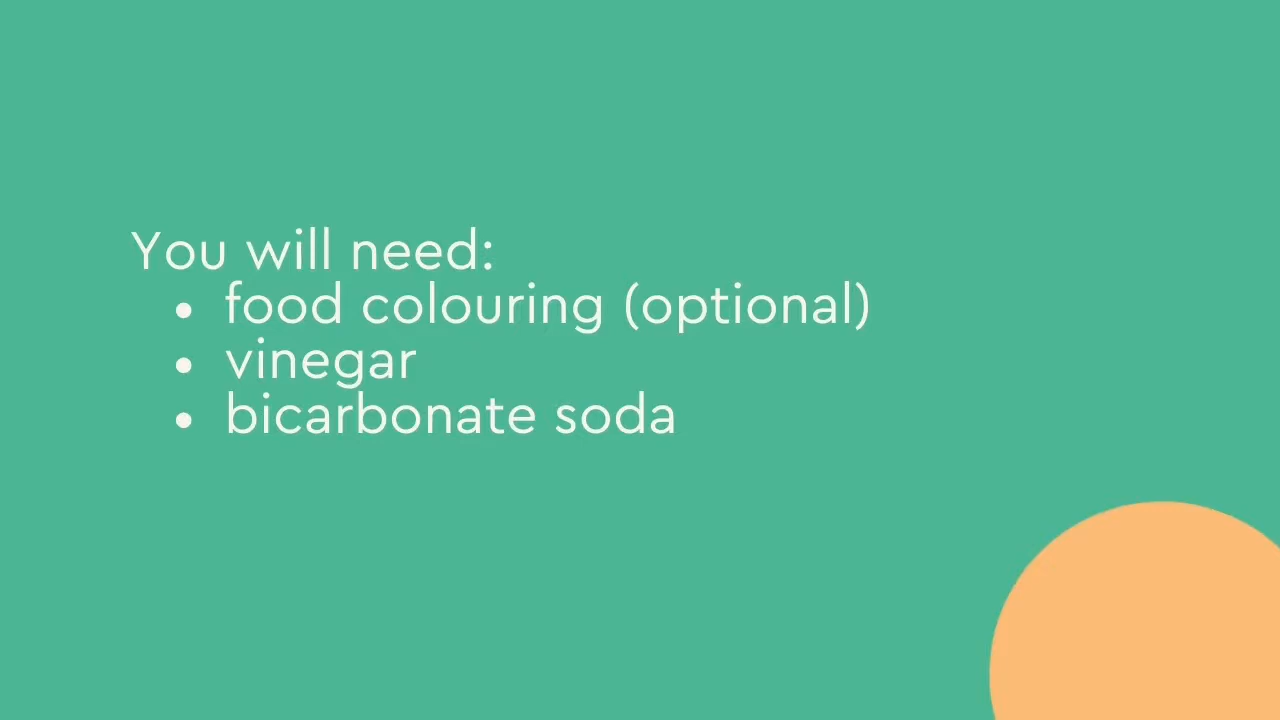 You will need:
• food colouring (optional)
• vinegar
• bicarbonate soda